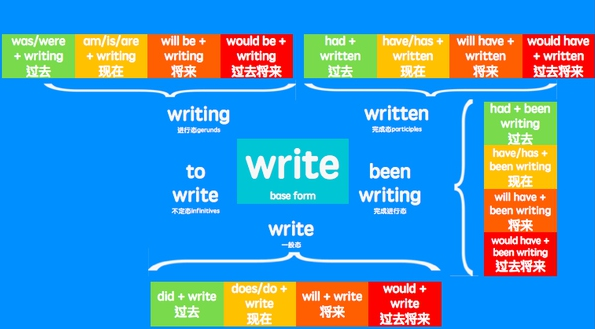 was/were
+ writing
过去
am/is/are
+ writing
现在
will be +
writing
将来
would be +
writing
过去将来
had +
written
过去
have/has +
written
现在
will have +
written
将来
would have
+ written
过去将来
writing
进行态gerunds
written
完成态participles
had + been
writing
过去
have/has +
been writing
现在
will have +
been writing
将来
would have +
been writing
过去将来
to
write
不定态infinitives
write
base form
been
writing
完成进行态
write
一般态
did + write
过去
does/do +
write
现在
will + write
将来
would +
write
过去将来